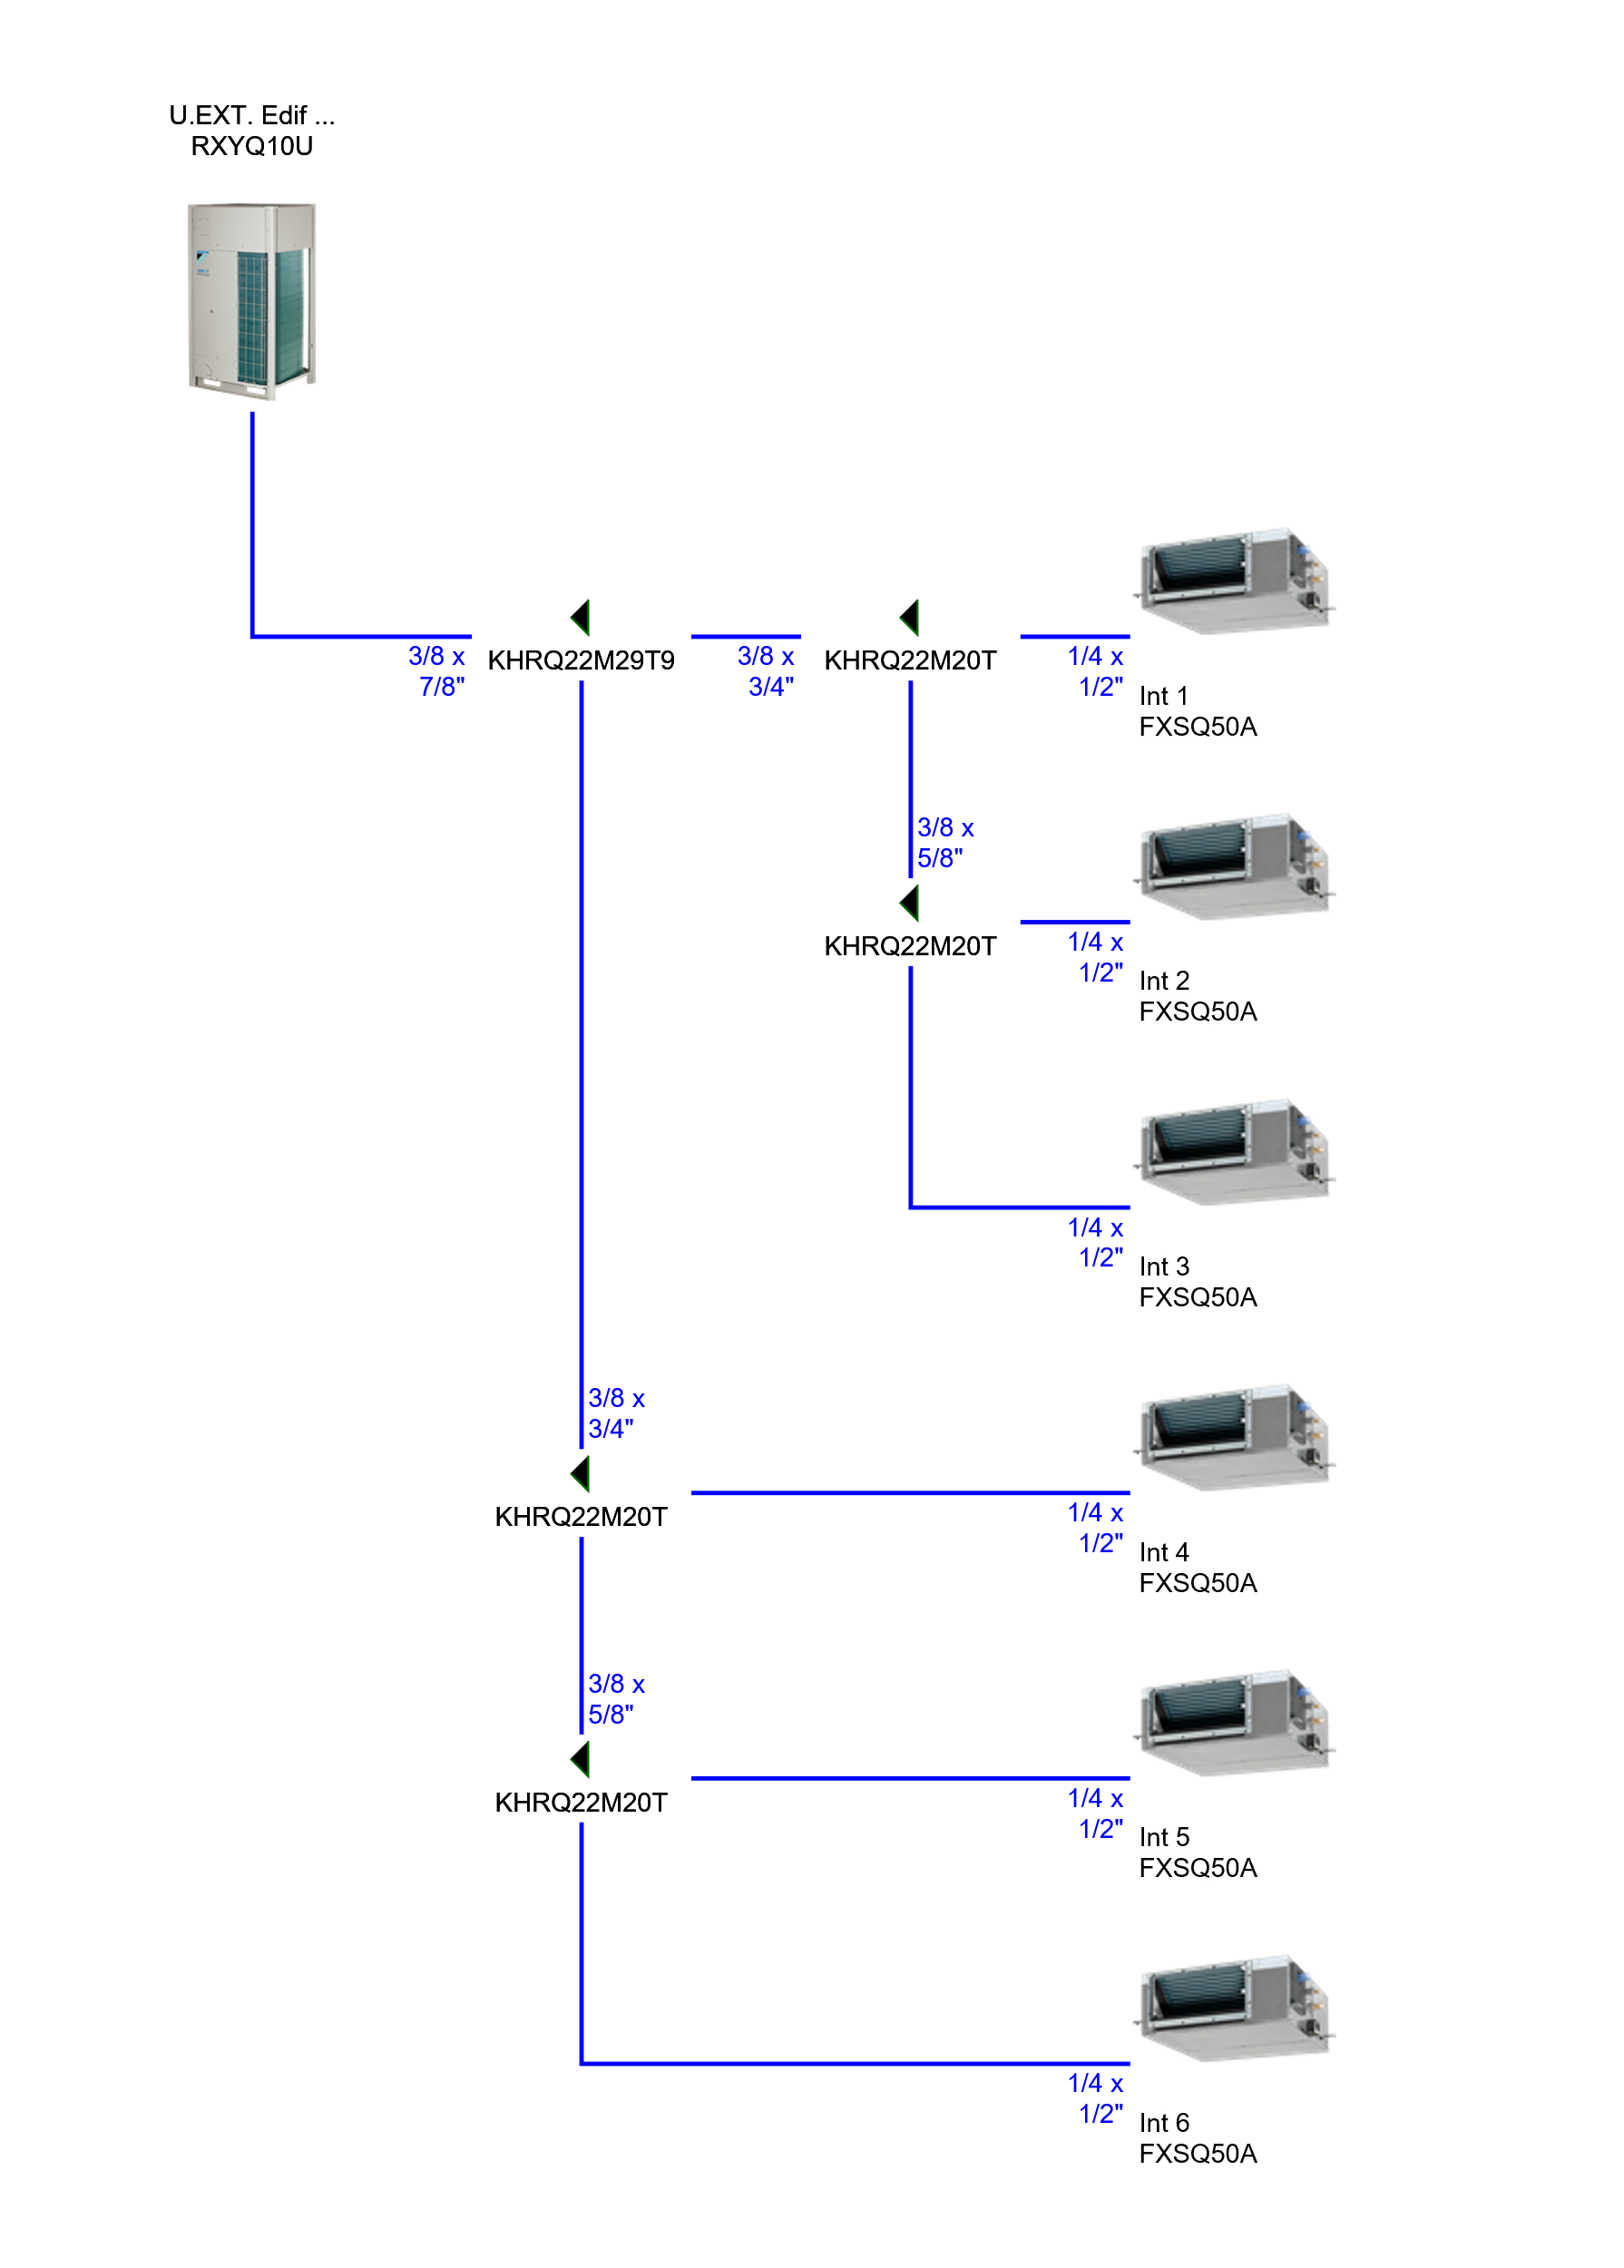 U.EXT. Edif ...
RXYQ10U
3/8 x
7/8"
KHRQ22M29T9
3/8 x
3/4"
KHRQ22M20T
1/4 x
1/2"
Int 1
FXSQ50A
3/8 x
5/8"
KHRQ22M20T
1/4 x
1/2"
Int 2
FXSQ50A
1/4 x
1/2"
Int 3
FXSQ50A
3/8 x
3/4"
KHRQ22M20T
1/4 x
1/2"
Int 4
FXSQ50A
3/8 x
5/8"
KHRQ22M20T
1/4 x
1/2"
Int 5
FXSQ50A
1/4 x
1/2"
Int 6
FXSQ50A